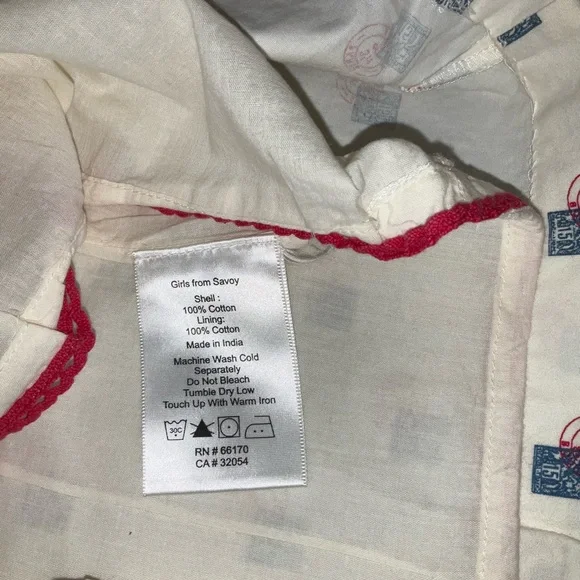 Girls from Savoy
Shell :
100% Cotton
Lining:
100% Cotton
Made in India
Machine Wash Cold
Separately
Do Not Bleach
Tumble Dry Low
Touch Up With Warm Iron
30C
RN # 66170
CA # 32054